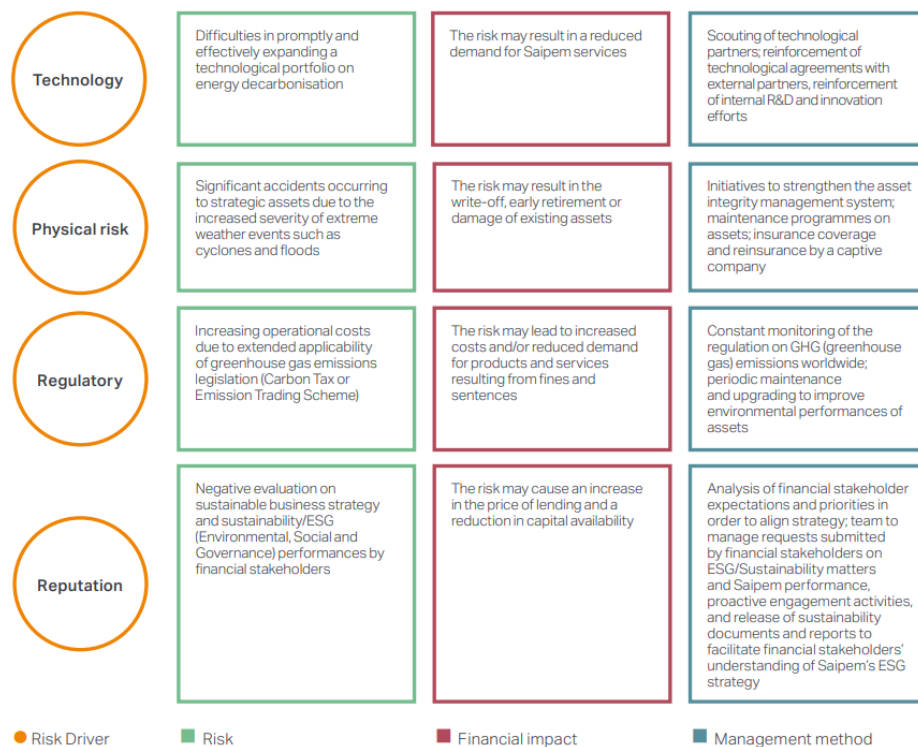 Technology
Difficulties in promptly and
effectively expanding a
technological portfolio on
energy decarbonisation
The risk may result in a reduced
demand for Saipem services
Scouting of technological
partners; reinforcement of
technological agreements with
external partners, reinforcement
of internal R&D and innovation
efforts
Physical risk
Significant accidents occurring
to strategic assets due to the
increased severity of extreme
weather events such as
cyclones and floods
The risk may result in the
write-off, early retirement or
damage of existing assets
Initiatives to strengthen the asset
integrity management system;
maintenance programmes on
assets; insurance coverage
and reinsurance by a captive
company
Regulatory
Increasing operational costs
due to extended applicability
of greenhouse gas emissions
legislation (Carbon Tax or
Emission Trading Scheme)
The risk may lead to increased
costs and/or reduced demand
for products and services
resulting from fines and
sentences
Constant monitoring of the
regulation on GHG (greenhouse
gas) emissions worldwide;
periodic maintenance
and upgrading to improve
environmental performances of
assets
Reputation
Negative evaluation on
sustainable business strategy
and sustainability/ESG
(Environmental, Social and
Governance) performances by
financial stakeholders
The risk may cause an increase
in the price of lending and a
reduction in capital availability
Analysis of financial stakeholder
expectations and priorities in
order to align strategy; team to
manage requests submitted
by financial stakeholders on
ESG/Sustainability matters
and Saipem performance,
proactive engagement activities,
and release of sustainability
documents and reports to
facilitate financial stakeholders'
understanding of Saipem's ESG
strategy
Risk Driver
Risk
Financial impact
Management method